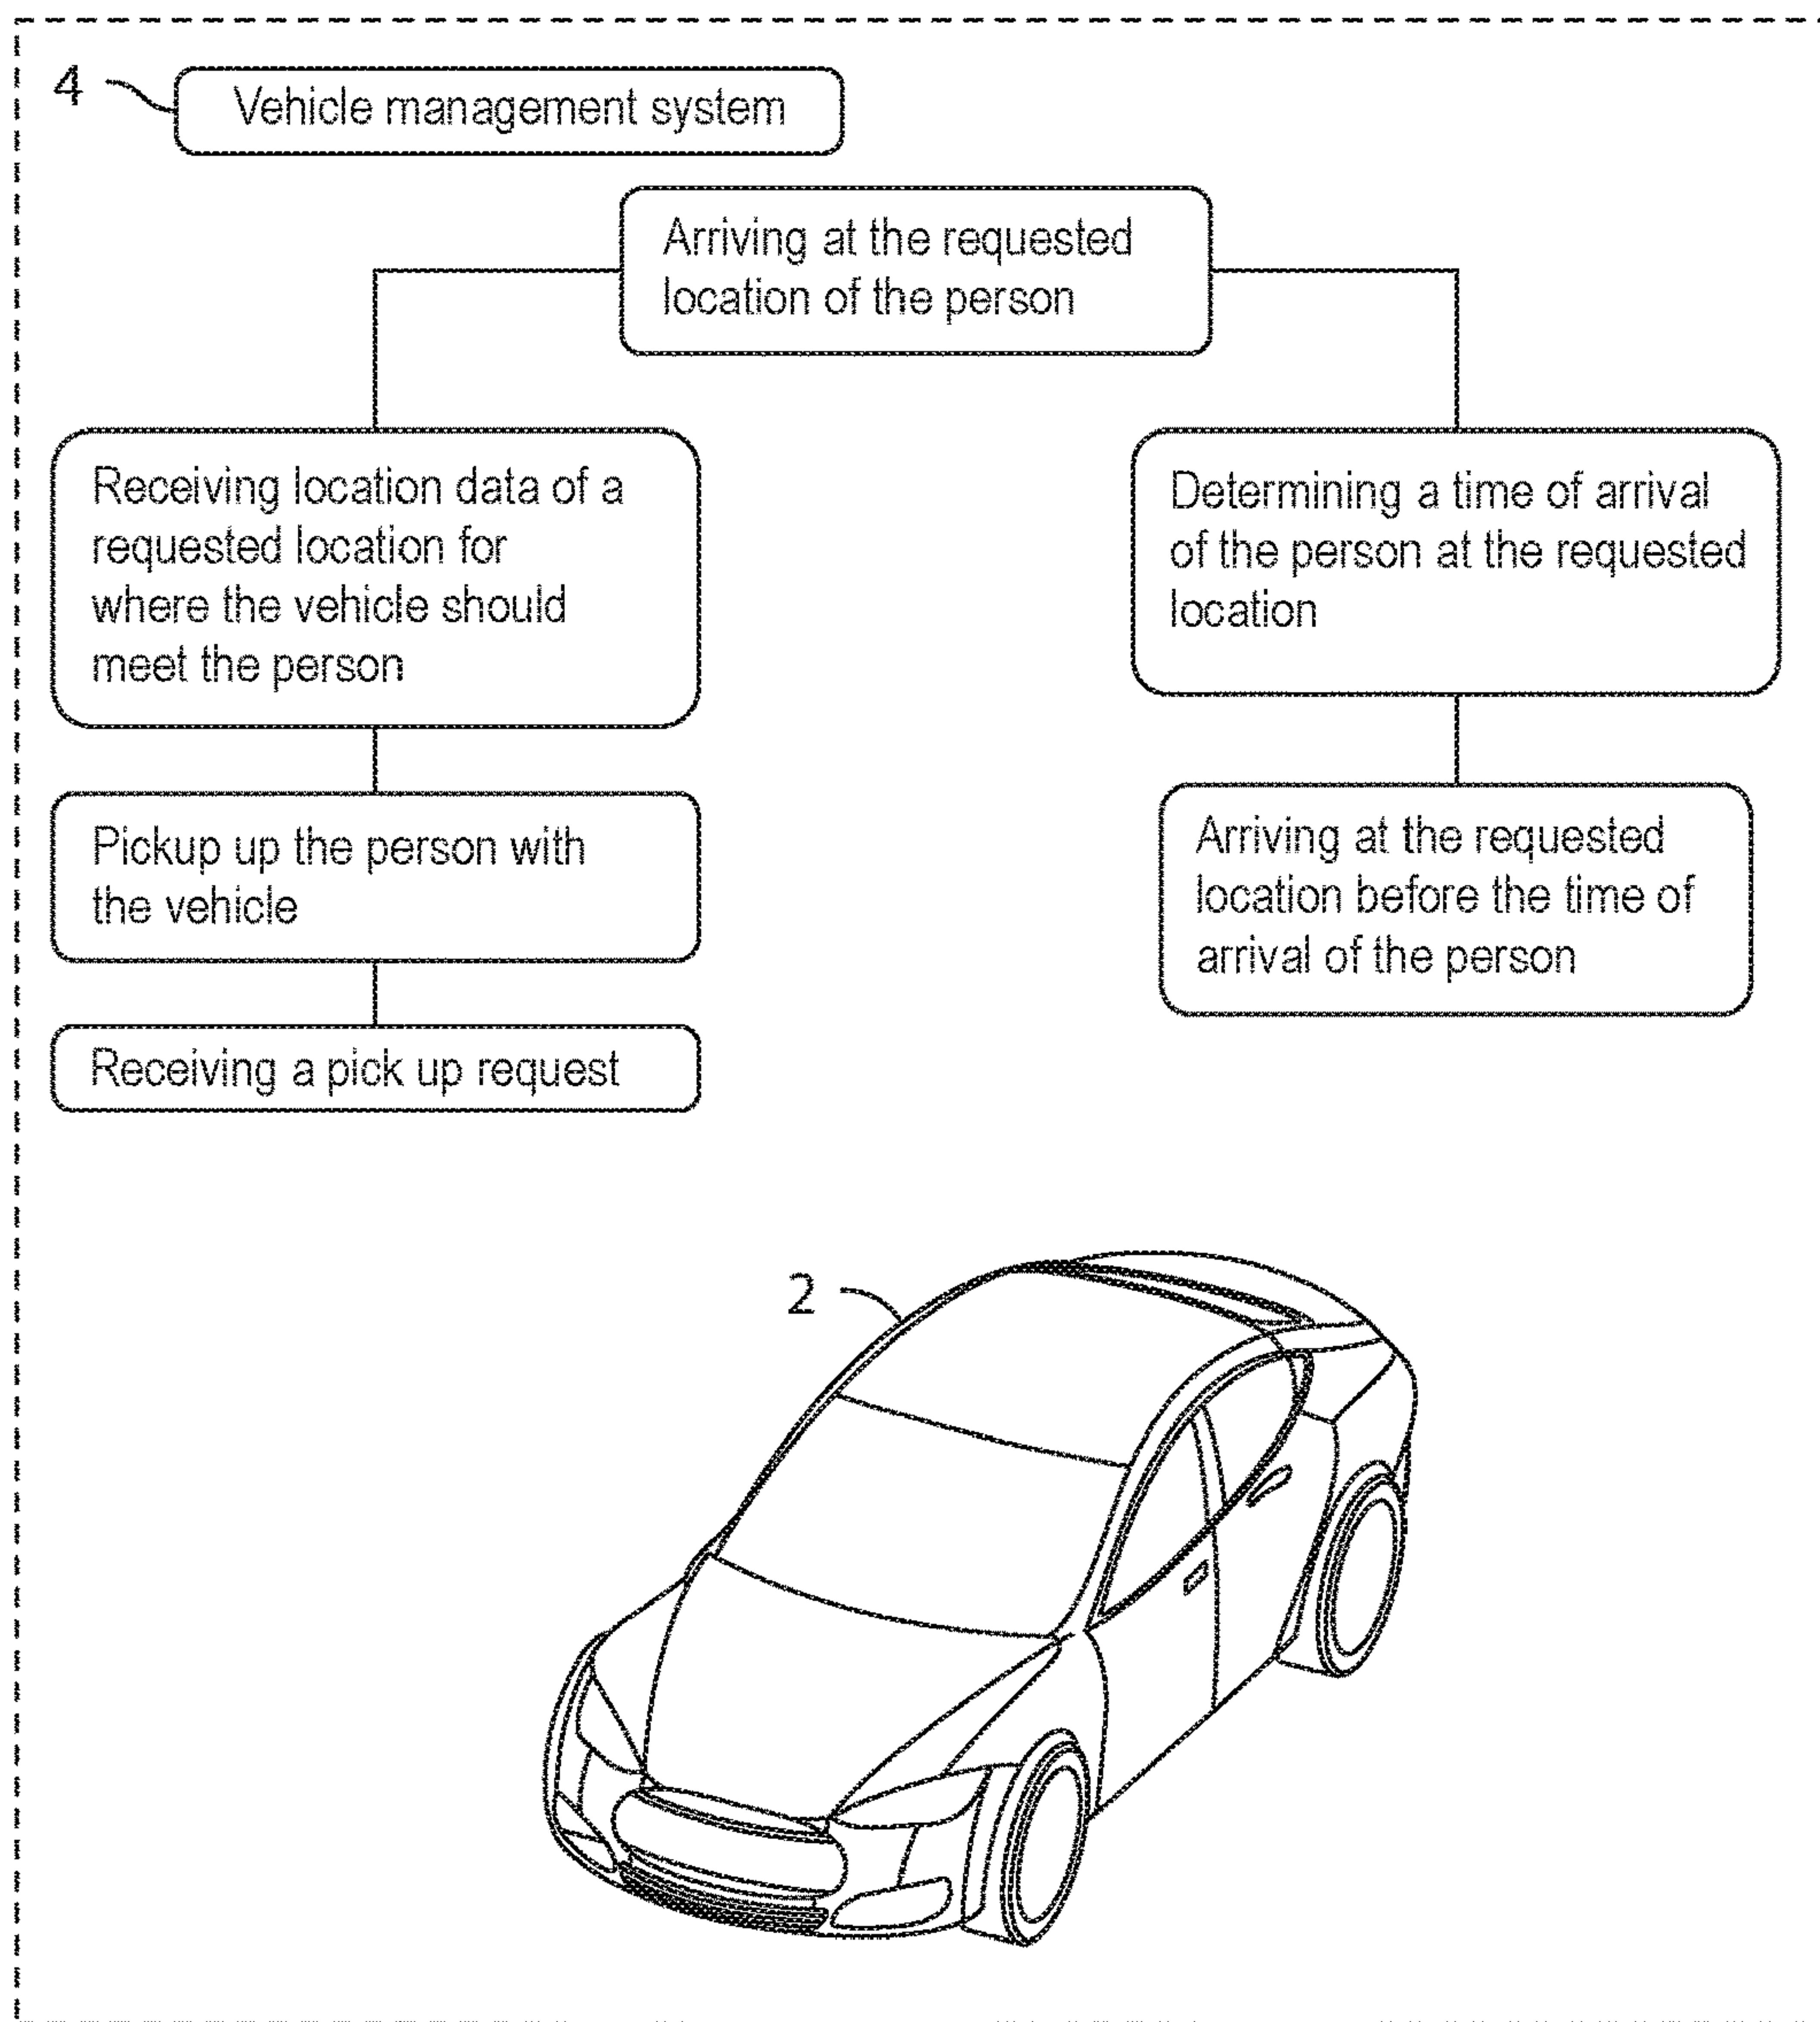 4
Vehicle management system
Arriving at the requested
location of the person
Receiving location data of a
requested location for
where the vehicle should
meet the person
Pickup up the person with
the vehicle
Receiving a pick up request
Determining a time of arrival
of the person at the requested
location
Arriving at the requested
location before the time of
arrival of the person
2